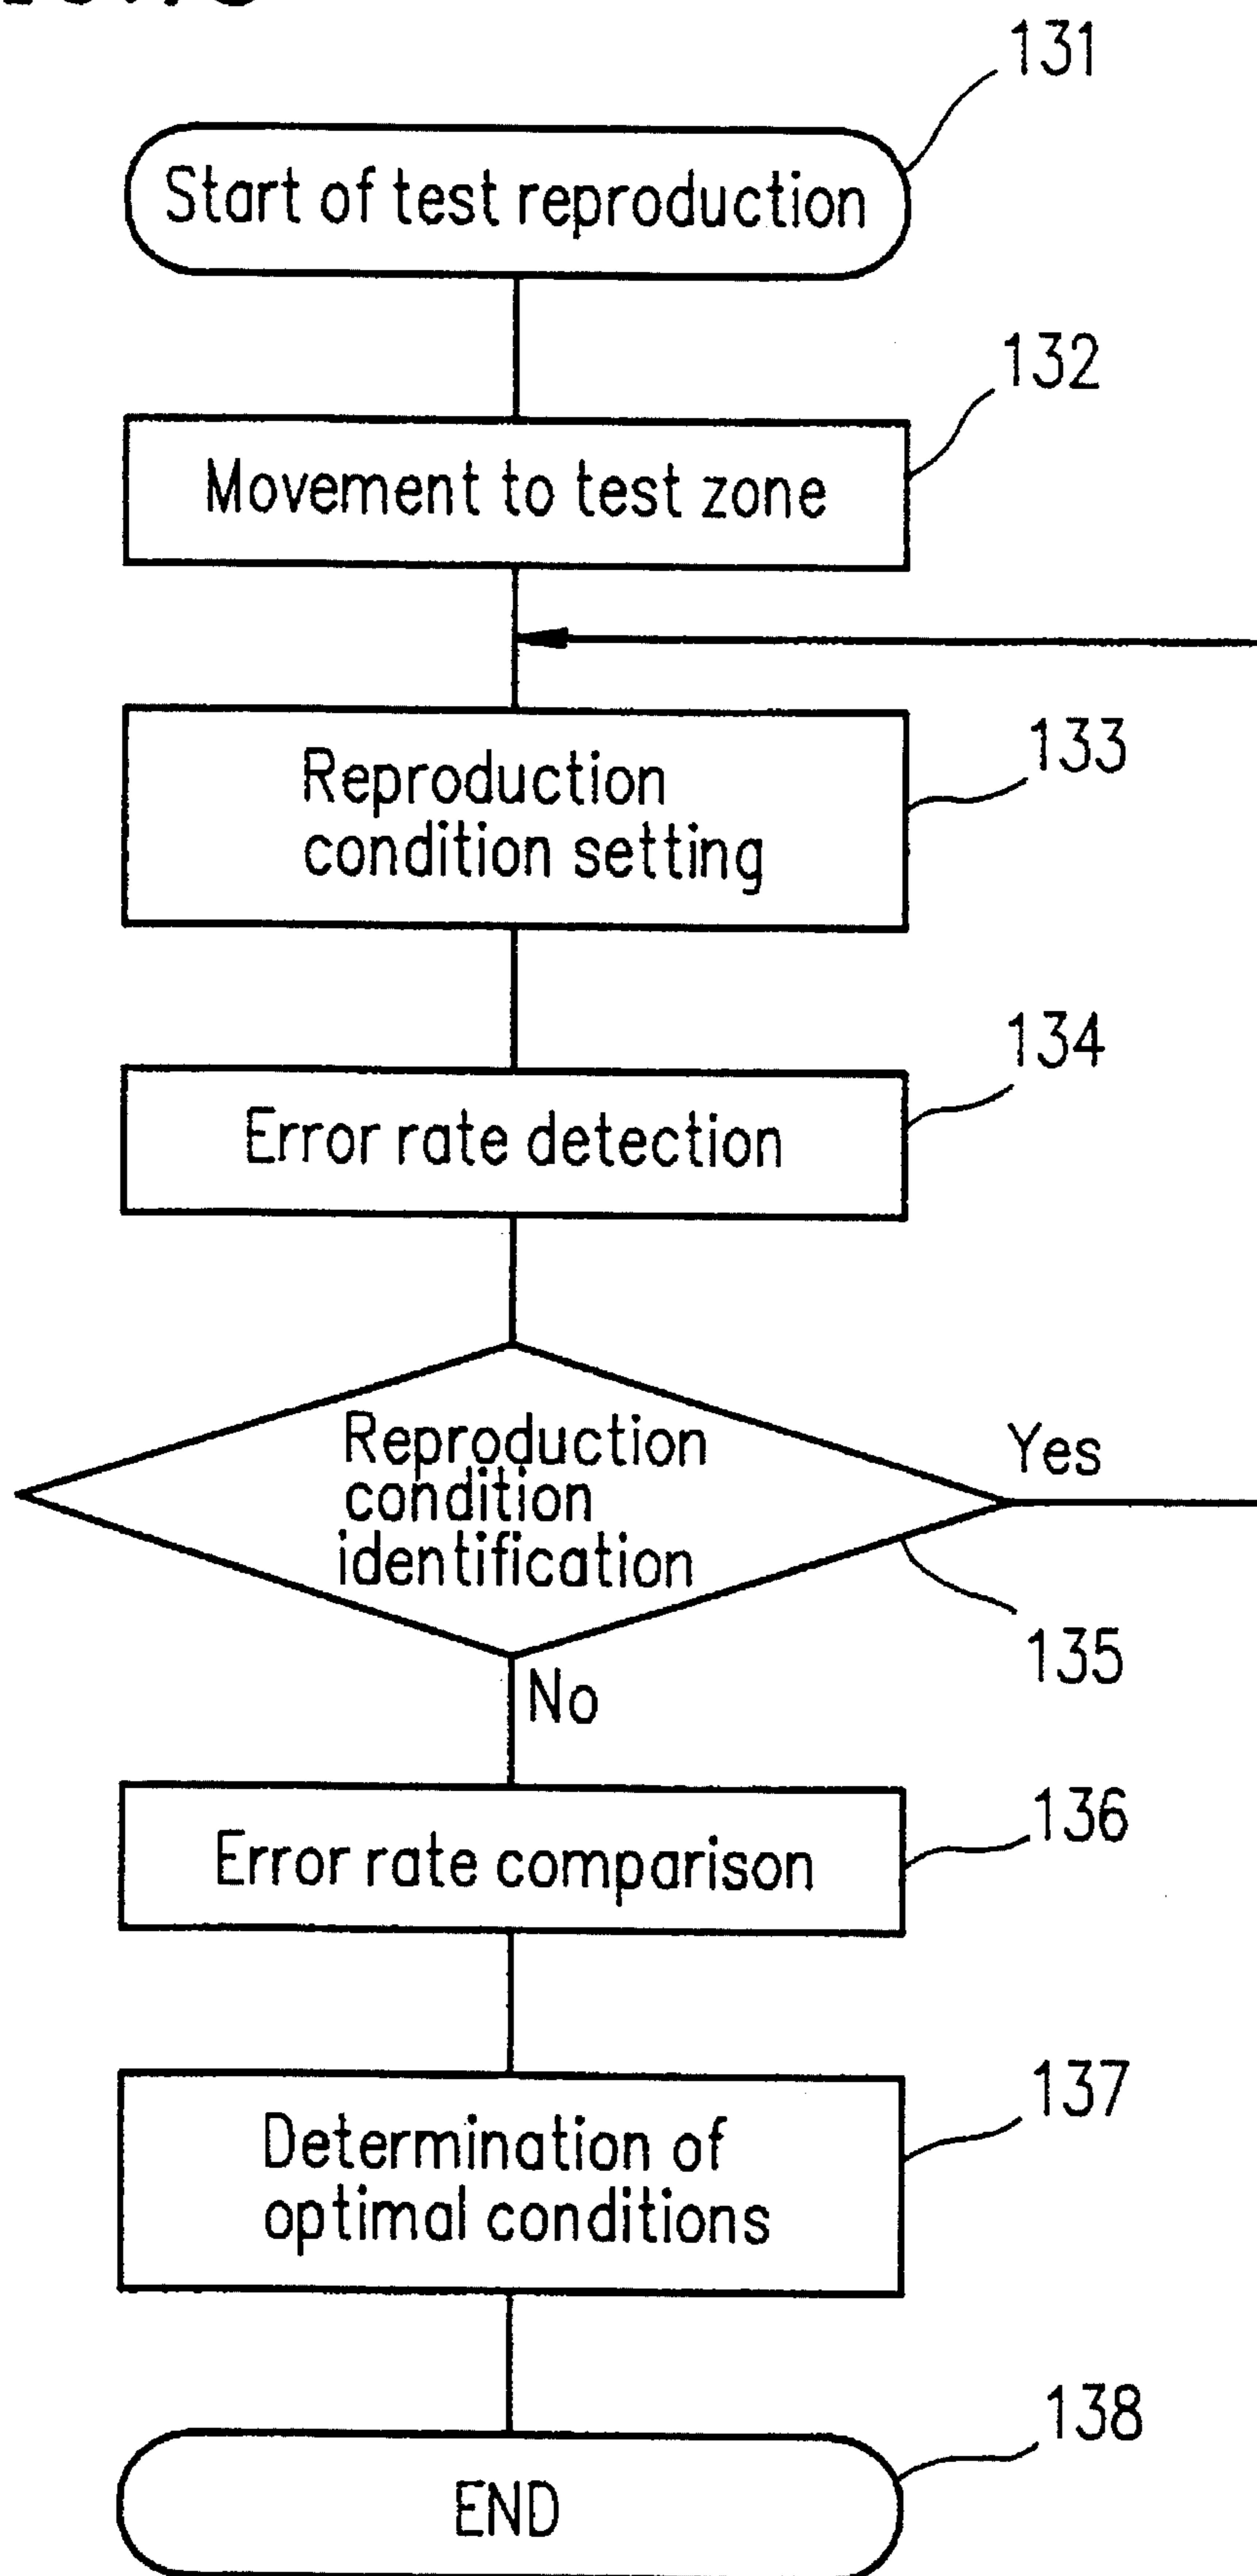 131
Start of test reproduction
132
Movement to test zone
133
Reproduction
condition setting
134
Error rate detection
Reproduction
condition
identification
Yes
135
No
136
Error rate comparison
137
Determination of
optimal conditions
138
END